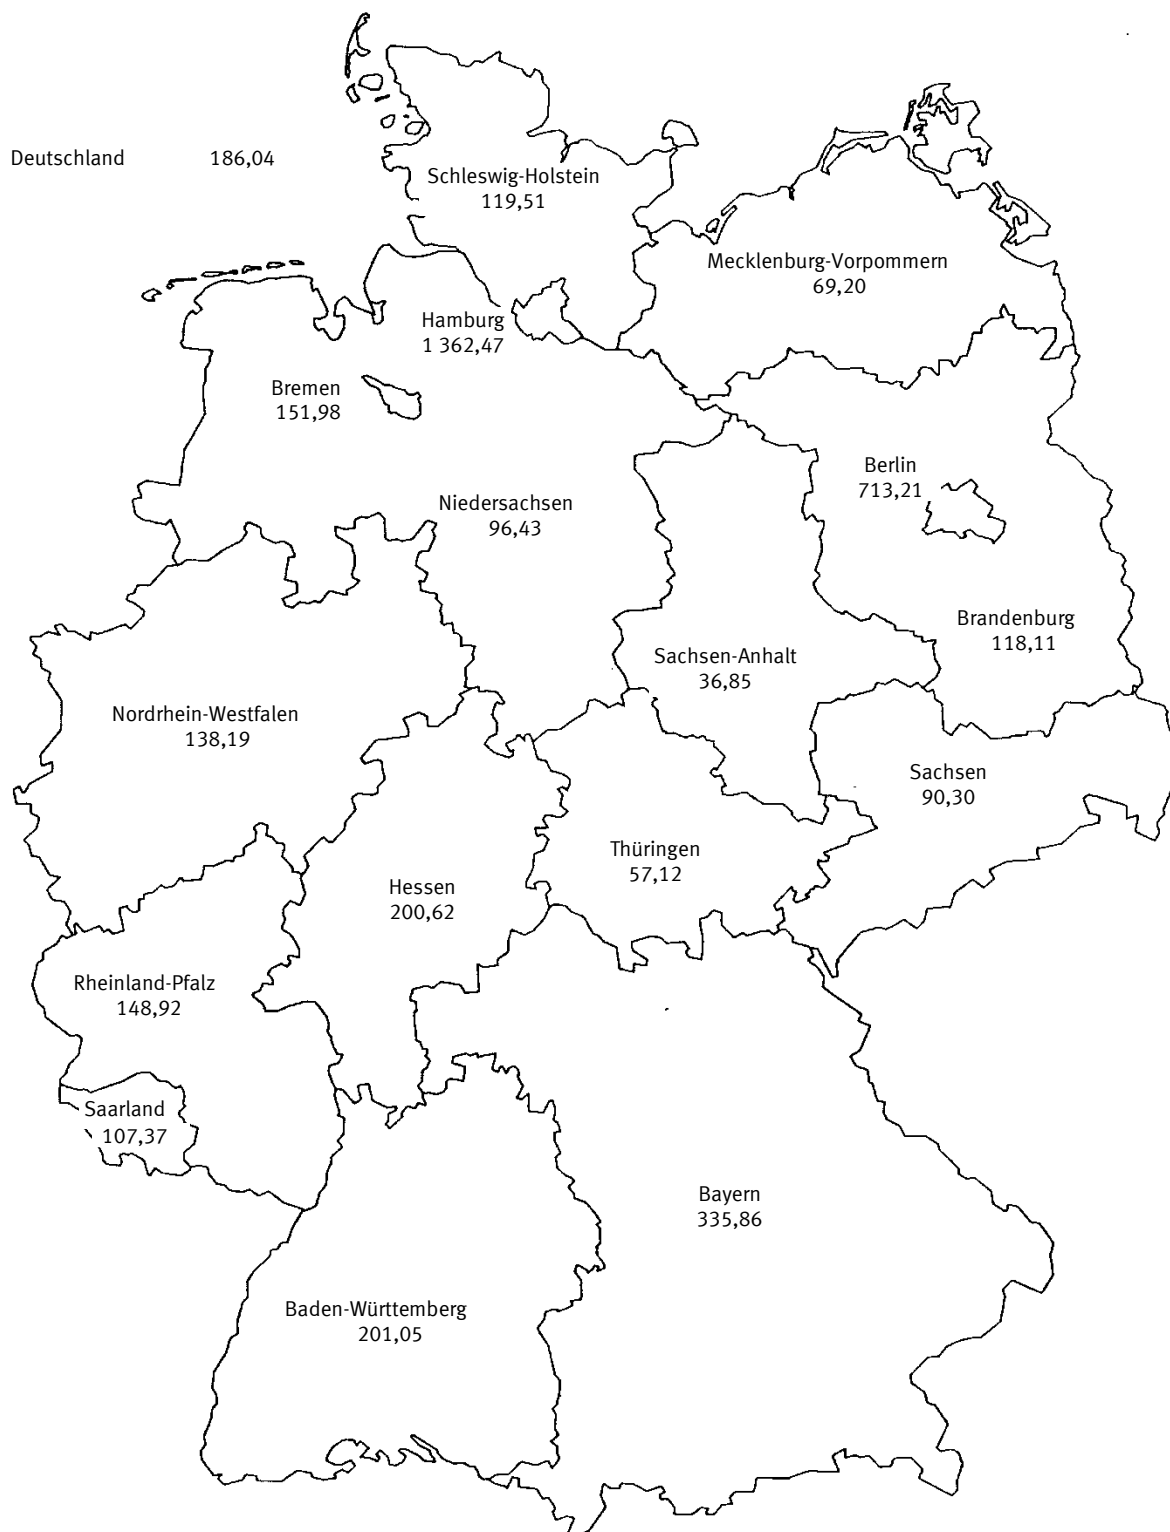 Deutschland 186,04
Schleswig-Holstein
119,51
Mecklenburg-Vorpommern
69,20
Hamburg
1 362,47
Bremen
151,98
Berlin
713,21
Niedersachsen
96,43
Brandenburg
118,11
Sachsen-Anhalt
36,85
Nordrhein-Westfalen
138,19
Sachsen
90,30
Thüringen
57,12
Hessen
200,62
Rheinland-Pfalz
148,92
Saarland
107,37
Bayern
335,86
Baden-Württemberg
201,05